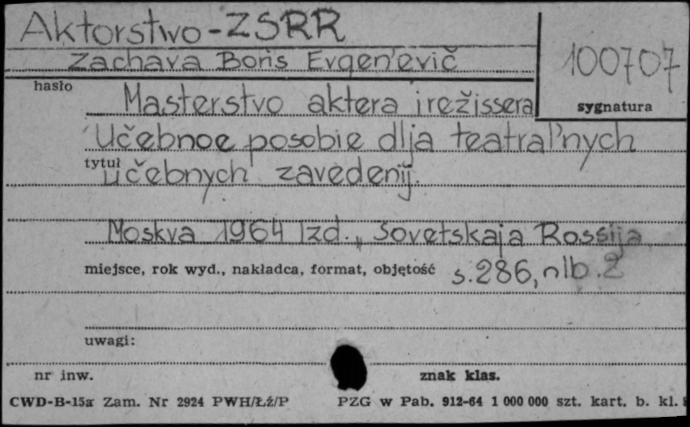 Aktorstwo - ZSRR
Zachava Boris Evgen'evič
100707
hasło
sygnatura
Masterstvo aktera i režissera
Učebnoe posobie dlja teatral'nych
tytuł
učebnych zavedenij.
Moskva 1964 Izd. „Sovetskaja Rossija
miejsce, rok wyd., nakładca, format, objętość s. 286, nlb. 2
uwagi:
nr inw.
znak klas.
CWD-B-15a Zam. Nr 2924 PWH/Łź/P PZG w Pab. 912-64 1 000 000 szt. kart. b. kl.